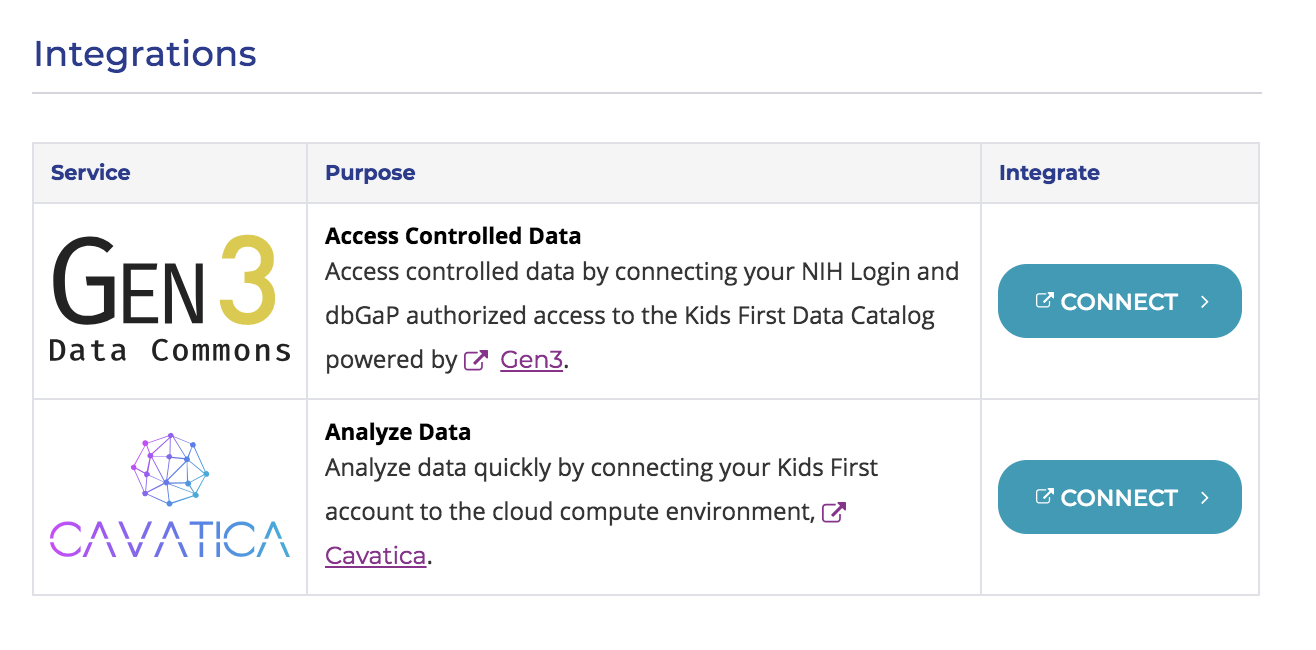 Integrations
Service
Purpose
Integrate
GEN3
Data Commons
Access Controlled Data
Access controlled data by connecting your NIH Login and
dbGaP authorized access to the Kids First Data Catalog
powered by Gen3.
CONNECT
CAVATICA
Analyze Data
Analyze data quickly by connecting your Kids First
account to the cloud compute environment,
Cavatica.
CONNECT